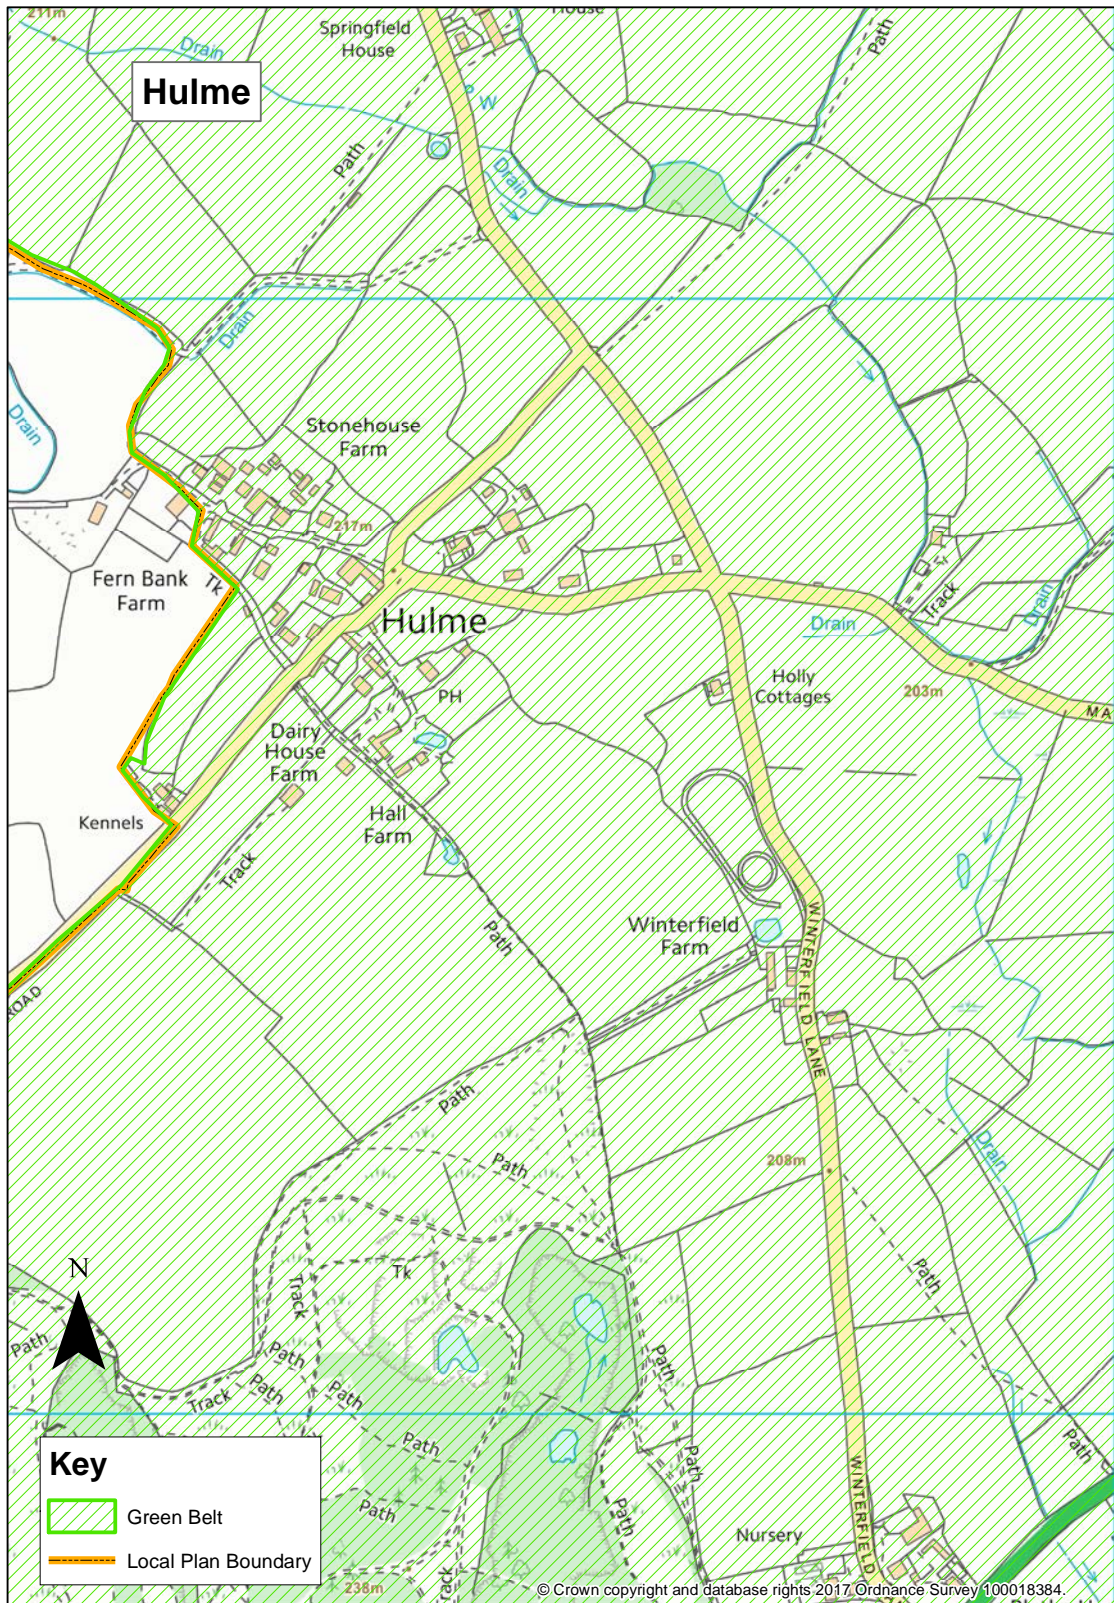 211m
Springfield
House
House
Drain
Path
Hulme
W
Path
Drain
Drain
Drain
Stonehouse
Farm
217m
Fern Bank
Farm
Tk
Hulme
Track
Drain
Drain
Holly
Cottages
203m
MA
PH
Dairy
House
Farm
Kennels
Hall
Farm
Track
Path
Winterfield
Farm
WINTERFIELD LANE
ROAD
Path
Path
208m
Drain
Path
N
Tk
Track
Path
Path
Path
Path
Track
Path
Path
Path
Path
Path
Path
Track
238m
WINTERFIELD
Nursery
Key
Green Belt
Local Plan Boundary
© Crown copyright and database rights 2017 Ordnance Survey 100018384.